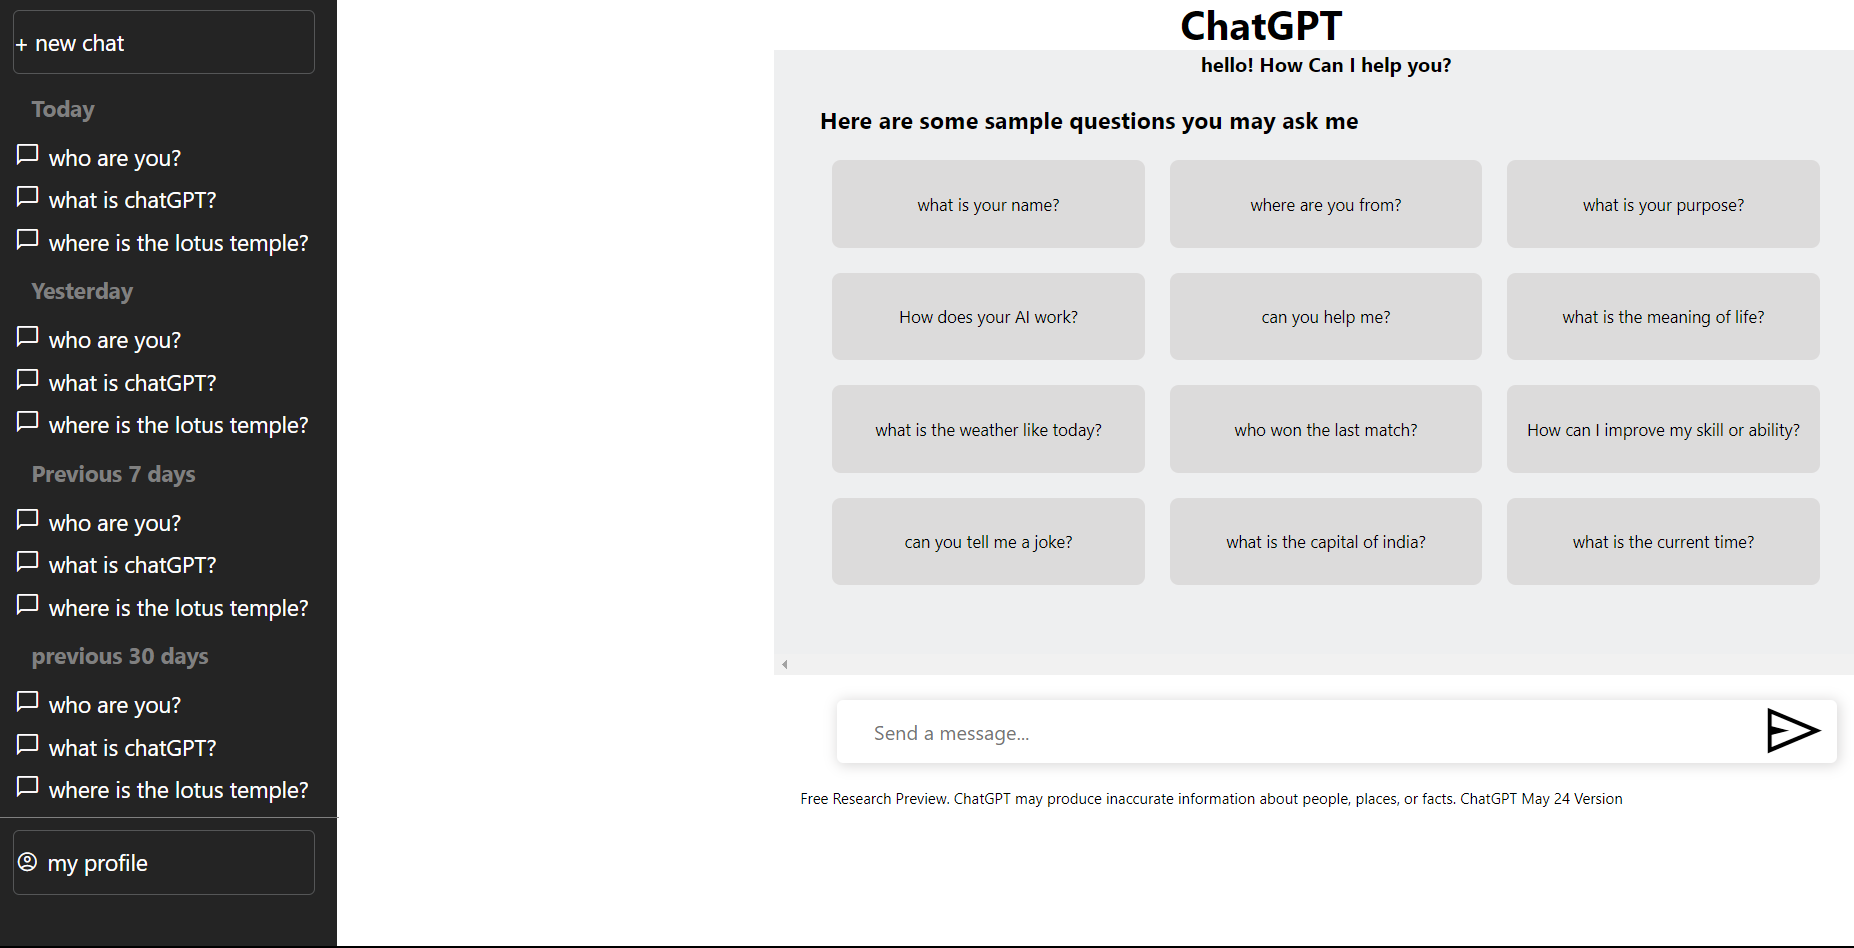 + new chat
Today
who are you?
what is chatGPT?
where is the lotus temple?
Yesterday
who are you?
what is chatGPT?
where is the lotus temple?
Previous 7 days
who are you?
what is chatGPT?
where is the lotus temple?
previous 30 days
who are you?
what is chatGPT?
where is the lotus temple?
my profile
ChatGPT
hello! How Can I help you?
Here are some sample questions you may ask me
what is your name?
where are you from?
what is your purpose?
How does your AI work?
can you help me?
what is the meaning of life?
what is the weather like today?
who won the last match?
How can I improve my skill or ability?
can you tell me a joke?
what is the capital of india?
what is the current time?
Send a message...
Free Research Preview. ChatGPT may produce inaccurate information about people, places, or facts. ChatGPT May 24 Version